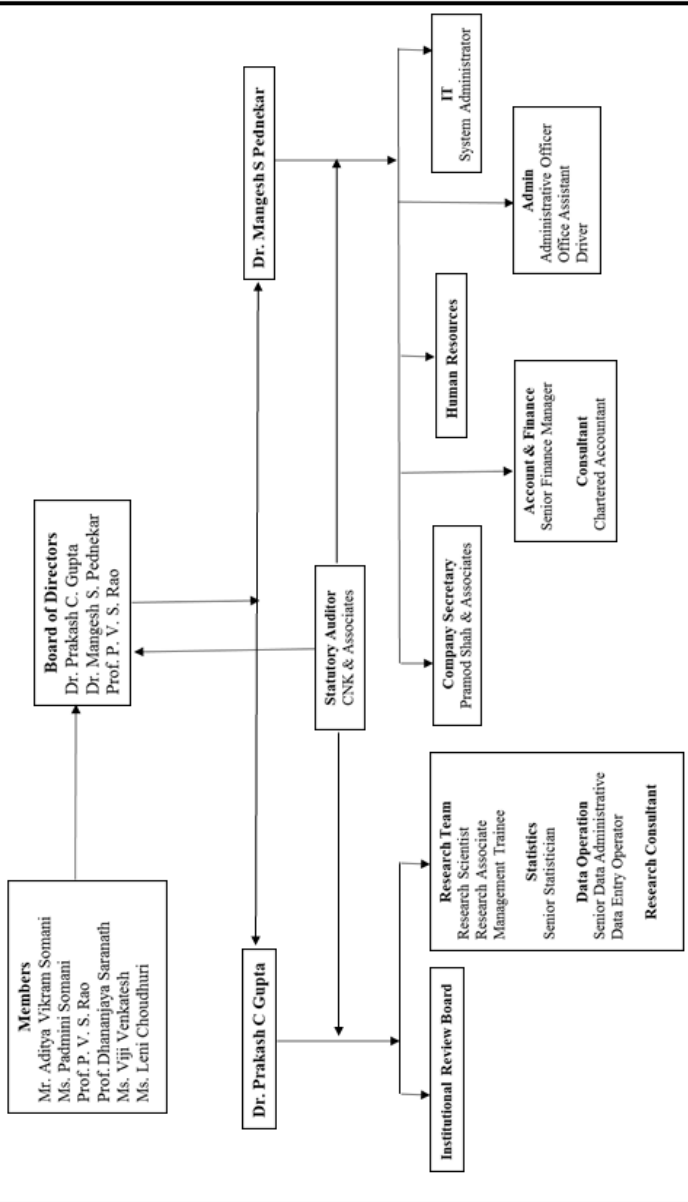 Members
Mr. Aditya Vikram Somani
Ms. Padmini Somani
Prof. P. V. S. Rao
Prof. Dhananjaya Saranath
Ms. Viji Venkatesh
Ms. Leni Choudhuri
Board of Directors
Dr. Prakash C. Gupta
Dr. Mangesh S. Pednekar
Prof. P. V. S. Rao
Dr. Prakash C Gupta
Dr. Mangesh S Pednekar
Statutory Auditor
CNK & Associates
Institutional Review Board
Research Team
Research Scientist
Research Associate
Management Trainee
Statistics
Senior Statistician
Data Operation
Senior Data Administrative
Data Entry Operator
Research Consultant
Company Secretary
Pramod Shah & Associates
Account & Finance
Senior Finance Manager
Consultant
Chartered Accountant
Human Resources
Admin
Administrative Officer
Office Assistant
Driver
IT
System Administrator